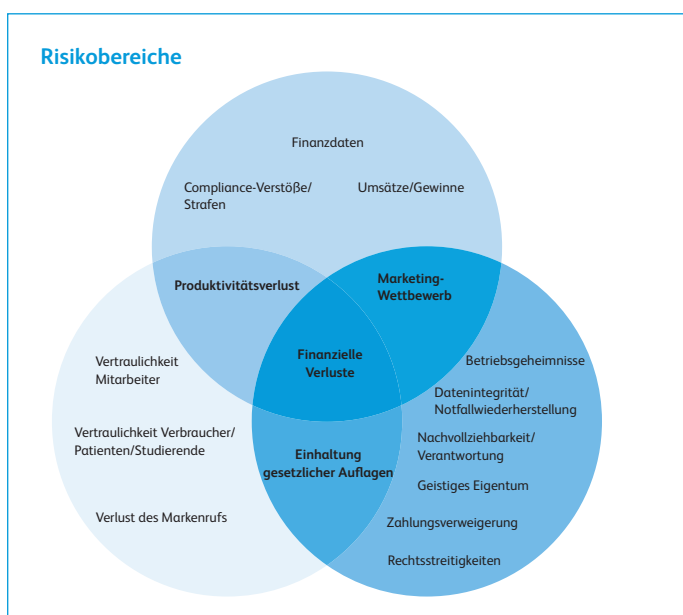 Risikobereiche
Finanzdaten
Compliance-Verstöße/
Strafen
Umsätze/Gewinne
Produktivitätsverlust
Marketing-
Wettbewerb
Finanzielle
Verluste
Vertraulichkeit
Mitarbeiter
Vertraulichkeit Verbraucher/
Patienten/Studierende
Verlust des Markenrufs
Einhaltung
gesetzlicher Auflagen
Betriebsgeheimnisse
Datenintegrität/
Notfallwiederherstellung
Nachvollziehbarkeit/
Verantwortung
Geistiges Eigentum
Zahlungsverweigerung
Rechtsstreitigkeiten